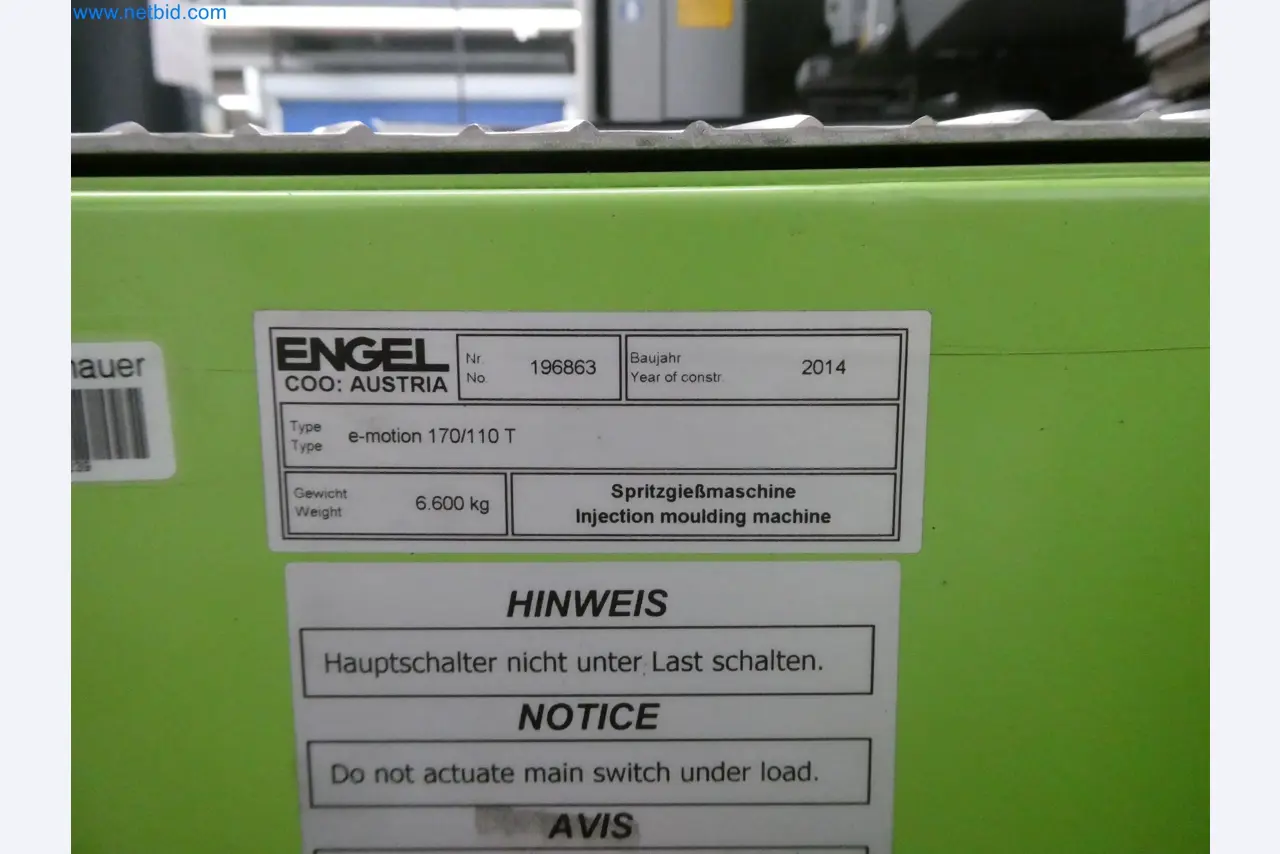 www.netbid.com
ENGEL
COO: AUSTRIA
Nr.
No.
196863
Baujahr
Year of constr.
2014
Type
Type
e-motion 170/110 T
Gewicht
Weight
6.600 kg
Spritzgießmaschine
Injection moulding machine
HINWEIS
Hauptschalter nicht unter Last schalten.
NOTICE
Do not actuate main switch under load.
AVIS